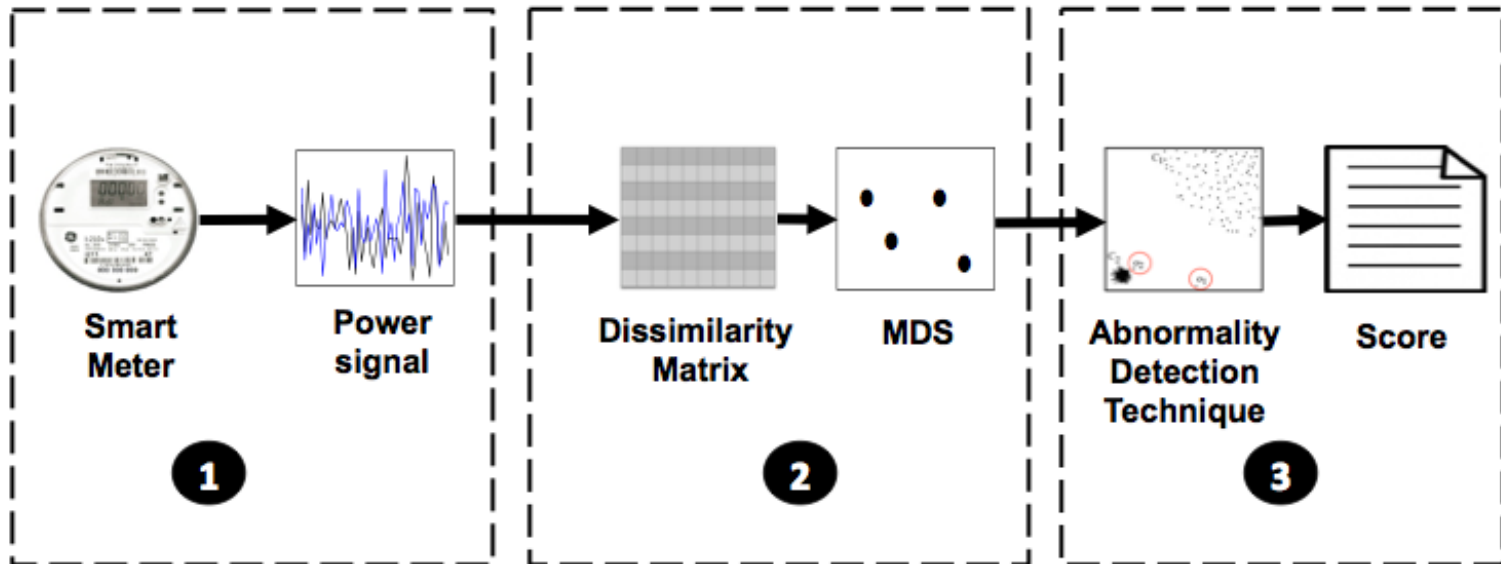 Smart
Meter
Power
signal
Dissimilarity
Matrix
MDS
Abnormality
Detection
Technique
Score
1
2
3